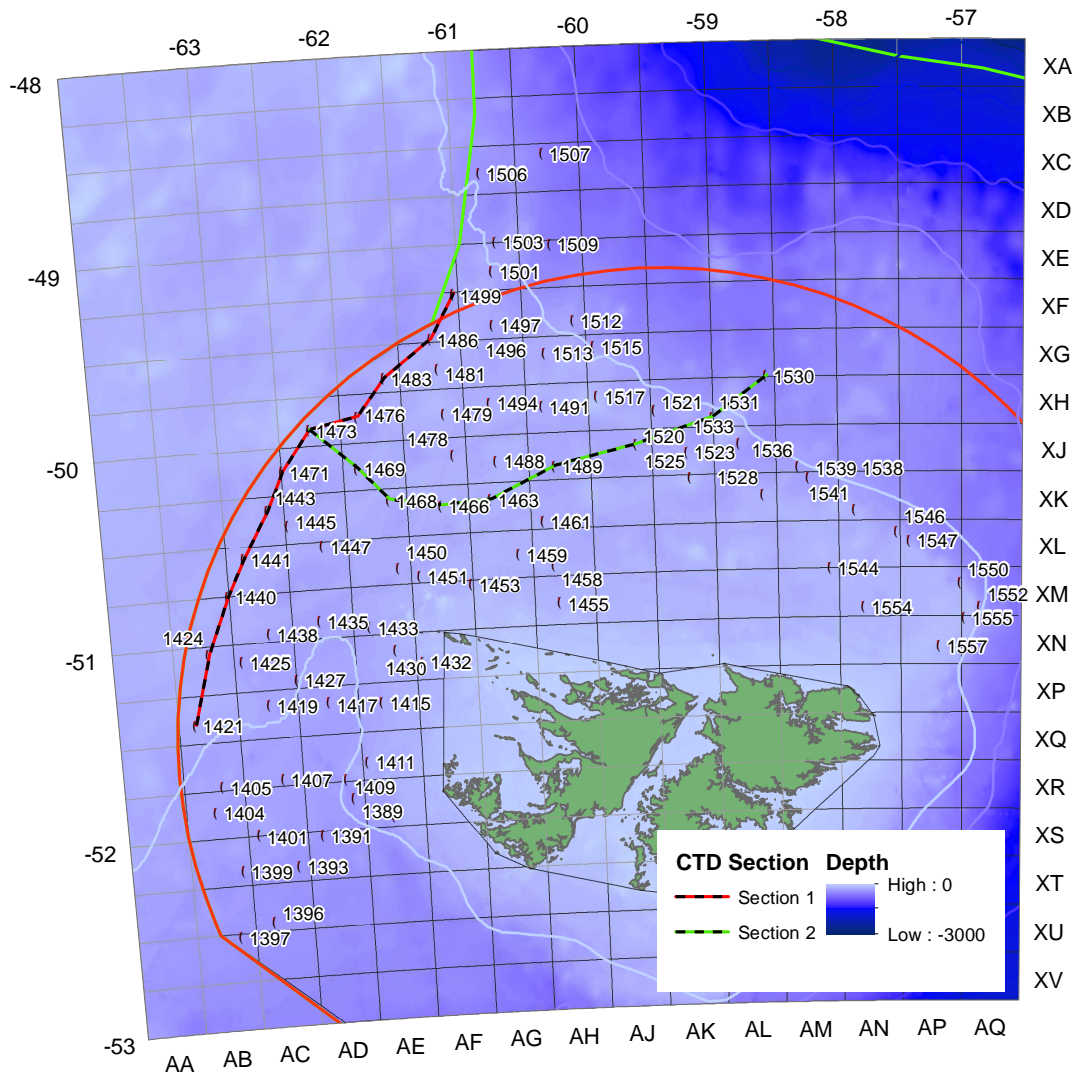 -63 -62 -61 -60 -59 -58 -57
-48
XA
XB
1507
XC
1506
XD
1503 1509
XE
1501
-49
1499
XF
1497 1512
1486
1496 1513 1515
XG
1483 1481
1530
1494 1491 1517 1521 1531
XH
1476 1479
1473
1533
1478 1520
XJ
1488 1489 1525 1523 1536
-50
1471 1469
1539 1538
1528
1443 1468 1466 1463
1541
XK
1445 1461
1546
1447
1547
XL
1441 1450 1459
1451 1453 1458 1544 1550
1440 1455
1552
XM
1554 1555
1435
1424 1438 1433
1557
XN
-51
1425 1430 1432
1427
XP
1419 1417 1415
1421
XQ
1411
1405 1407 1409
XR
1404 1389
1401 1391
XS
-52
1399 1393
XT
1396
1397
XU
XV
-53
CTD Section
Section 1
Section 2
Depth
High : 0
Low : -3000
AA AB AC AD AE AF AG AH AJ AK AL AM AN AP AQ